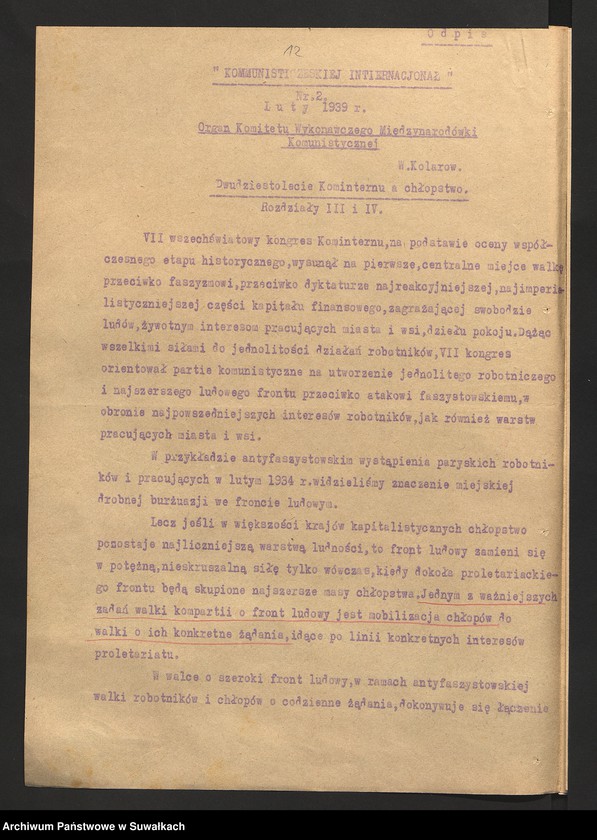 Odpis
12
" KOMMUNISTICZESKIEJ INTIERNACJONAŁ "
Nr.2.
Luty 1939 r.
Organ Komitetu Wykonawczego Międzynarodówki
Komunistycznej
W.Kolarow.
Dwudziestolecie Kominternu a chłopstwo.
Rozdziały III i IV.
VII wszechświatowy kongres Kominternu,na podstawie oceny współ-
czesnego etapu historycznego,wysunął na pierwsze,centralne miejce walkę
przeciwko faszyzmowi,przeciwko dyktaturze najreakcyjniejszej,najimperia-
listyczniejszej części kapitału finansowego,zagrażającej swobodzie
ludów,żywotnym interesom pracujących miasta i wsi,dziełu pokoju.Dążąc
wszelkimi siłami do jednolitości działań robotników,VII kongres
orientował partie komunistyczne na utworzenie jednolitego robotniczego
i najszerszego ludowego frontu przeciwko atakowi faszystowskiemu,w
obronie najpowszedniejszych interesów robotników,jak również warstw
pracujących miasta i wsi.
W przykładzie antyfaszystowskim wystąpienia paryskich robotni-
ków i pracujących w lutym 1934 r.widzieliśmy znaczenie miejskiej
drobnej burżuazji we froncie ludowym.
Lecz jeśli w większości krajów kapitalistycznych chłopstwo
pozostaje najliczniejszą warstwą ludności,to front ludowy zamieni się
w potężną,nieskruszalną siłę tylko wówczas,kiedy dokoła proletariackie-
go frontu będą skupione najszersze masy chłopstwa.Jednym z ważniejszych
zadań walki kompartii o front ludowy jest mobilizacja chłopów do
walki o ich konkretne żądania,idące po linii konkretnych interesów
proletariatu.
W walce o szeroki front ludowy,w ramach antyfaszystowskiej
walki robotników i chłopów o codzienne żądania,dokonywuje się łączenie
Archiwum Państwowe w Suwałkach